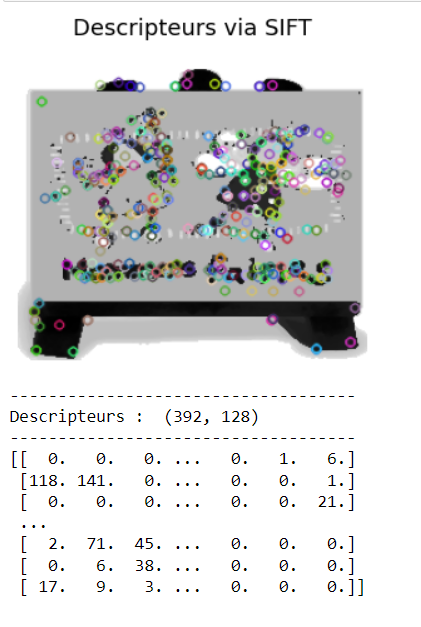 Descripteurs via SIFT
------------------------------------
Descripteurs :  (392, 128)
------------------------------------
[[  0.   0.   0. ...   0.   1.   6.]
 [118. 141.   0. ...   0.   0.   1.]
 [  0.   0.   0. ...   0.   0.  21.]
 ...
 [  2.  71.  45. ...   0.   0.   0.]
 [  0.   6.  38. ...   0.   0.   0.]
 [ 17.   9.   3. ...   0.   0.   0.]]